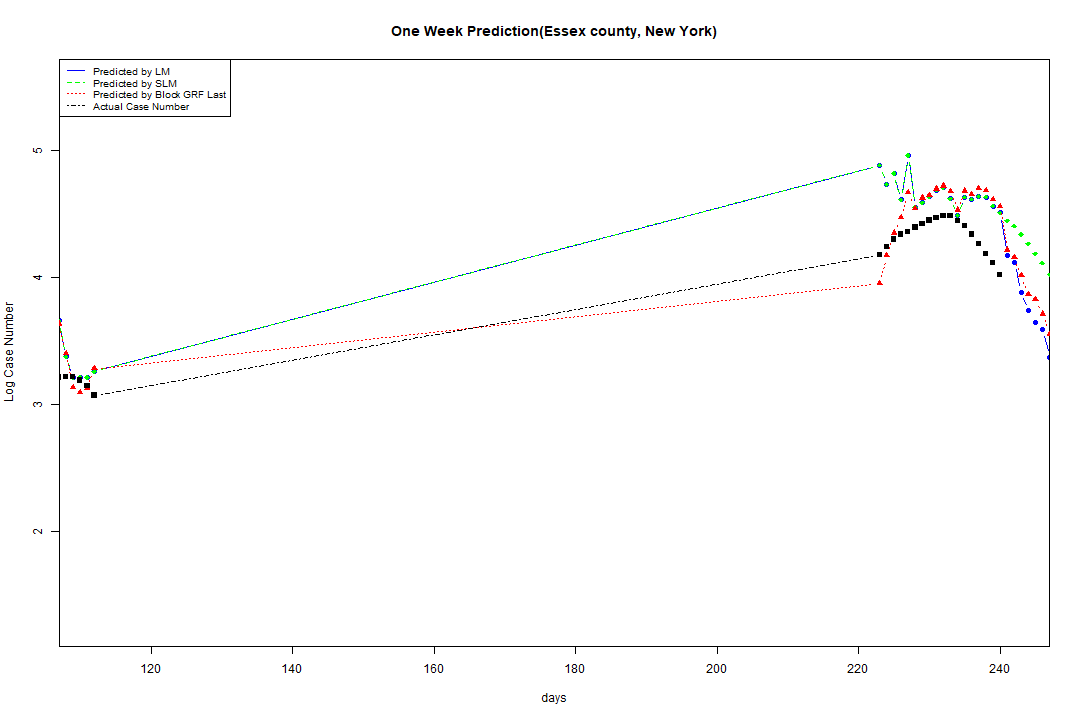 One Week Prediction(Essex county, New York)
Predicted by LM
Predicted by SLM
Predicted by Block GRF Last
Actual Case Number
Log Case Number
5
4
3
2
120 140 160 180 200 220 240
days